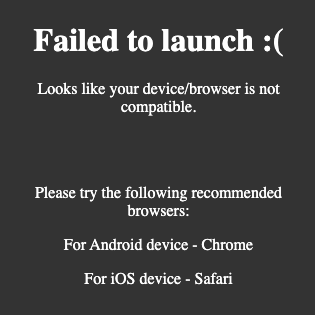 Failed to launch :(
Looks like your device/browser is not
compatible.
Please try the following recommended
browsers:
For Android device - Chrome
For iOS device - Safari